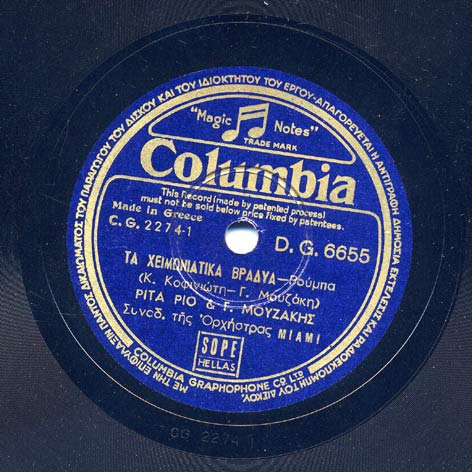 "Magic Notes"
TRADE MARK
Columbia
This Record (made by patented process)
must not be sold below price fixed by patentees.
Made in Greece
C.G. 2274-1
D.G. 6655
ΤΑ ΧΕΙΜΩΝΙΑΤΙΚΑ ΒΡΑΔΥΑ—Ρούμπα
(Κ. Κοφινιώτη—Γ. Μουζάκη)
ΡΙΤΑ ΡΙΟ & Γ. ΜΟΥΖΑΚΗΣ
Συνοδ. τῆς Ὀρχήστρας MIAMI
SOPE
HELLAS
COLUMBIA GRAPHOPHONE Co LTD
ΜΕ ΤΗΝ ΕΠΙΦΥΛΑΞΙΝ ΠΑΝΤΟΣ ΔΙΚΑΙΩΜΑΤΟΣ ΤΟΥ ΠΑΡΑΓΩΓΟΥ ΤΟΥ ΔΙΣΚΟΥ ΚΑΙ ΤΟΥ ΙΔΙΟΚΤΗΤΟΥ ΤΟΥ ΕΡΓΟΥ-ΑΠΑΓΟΡΕΥΕΤΑΙ Η ΑΝΤΙΓΡΑΦΗ ΔΗΜΟΣΙΑ ΕΚΤΕΛΕΣΙΣ ΚΑΙ ΡΑΔΙΟΕΚΠΟΜΠΗ ΤΟΥ ΔΙΣΚΟΥ.
CG 2274 1